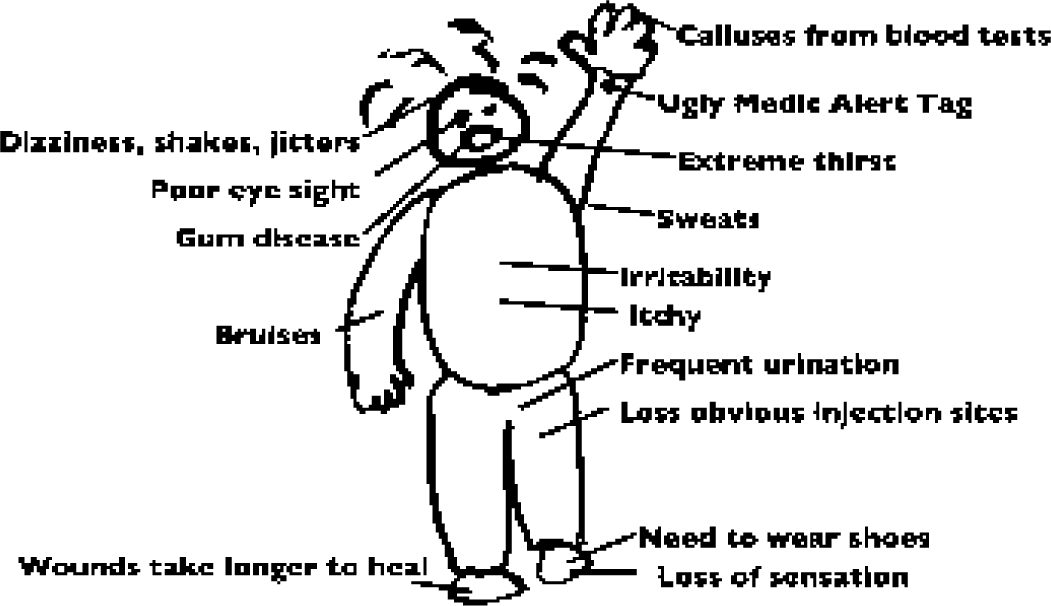 Calluses from blood tests
Ugly Medic Alert Tag
Dizziness, shakes, jitters
Extreme thirst
Poor eye sight
Sweats
Gum disease
Irritability
Itchy
Bruises
Frequent urination
Loss obvious injection sites
Need to wear shoes
Wounds take longer to heal
Loss of sensation